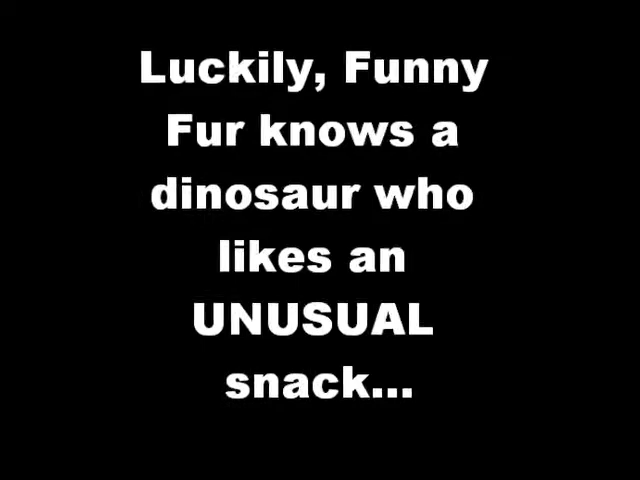 Luckily, Funny
Fur knows a
dinosaur who
likes an
UNUSUAL
snack...